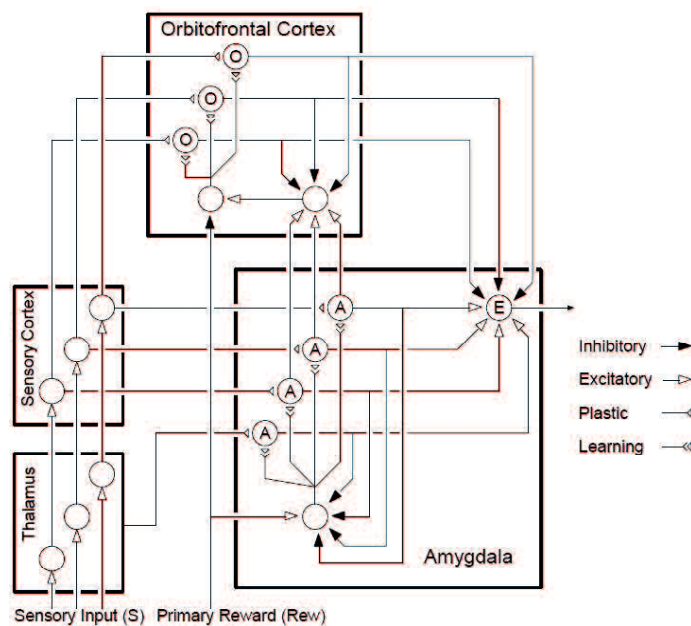 Orbitofrontal Cortex
O
O
O
Sensory Cortex
A
A
A
A
E
Inhibitory
Excitatory
Plastic
Learning
Thalamus
Amygdala
Sensory Input (S) Primary Reward (Rew)